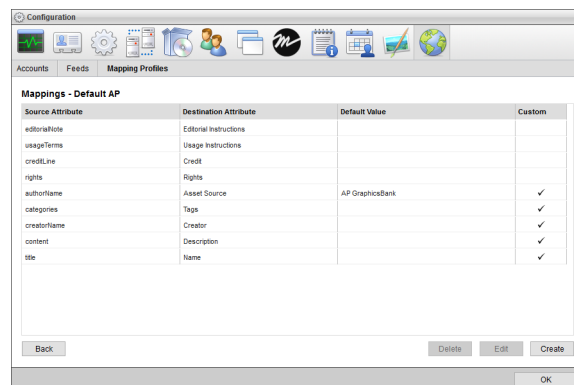 Configuration
Accounts Feeds Mapping Profiles
Mappings - Default AP
Source Attribute Destination Attribute Default Value Custom
editorialNote Editorial Instructions
usageTerms Usage Instructions
creditLine Credit
rights Rights
authorName Asset Source AP GraphicsBank ✓
categories Tags ✓
creatorName Creator ✓
content Description ✓
title Name ✓
Back Delete Edit Create
OK